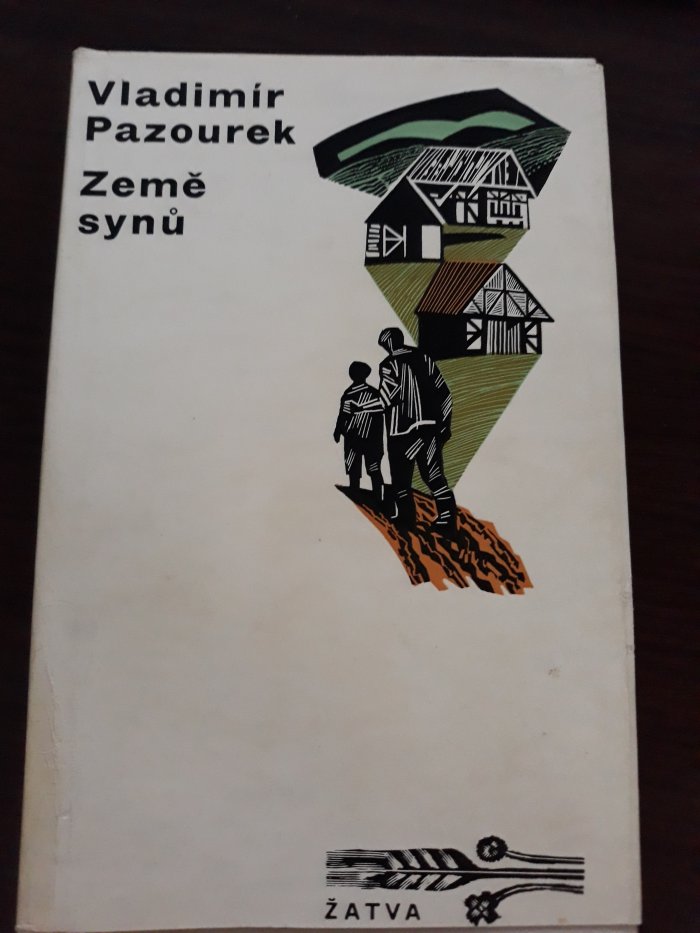 Vladimír
Pazourek
Země
synů
ŽATVA